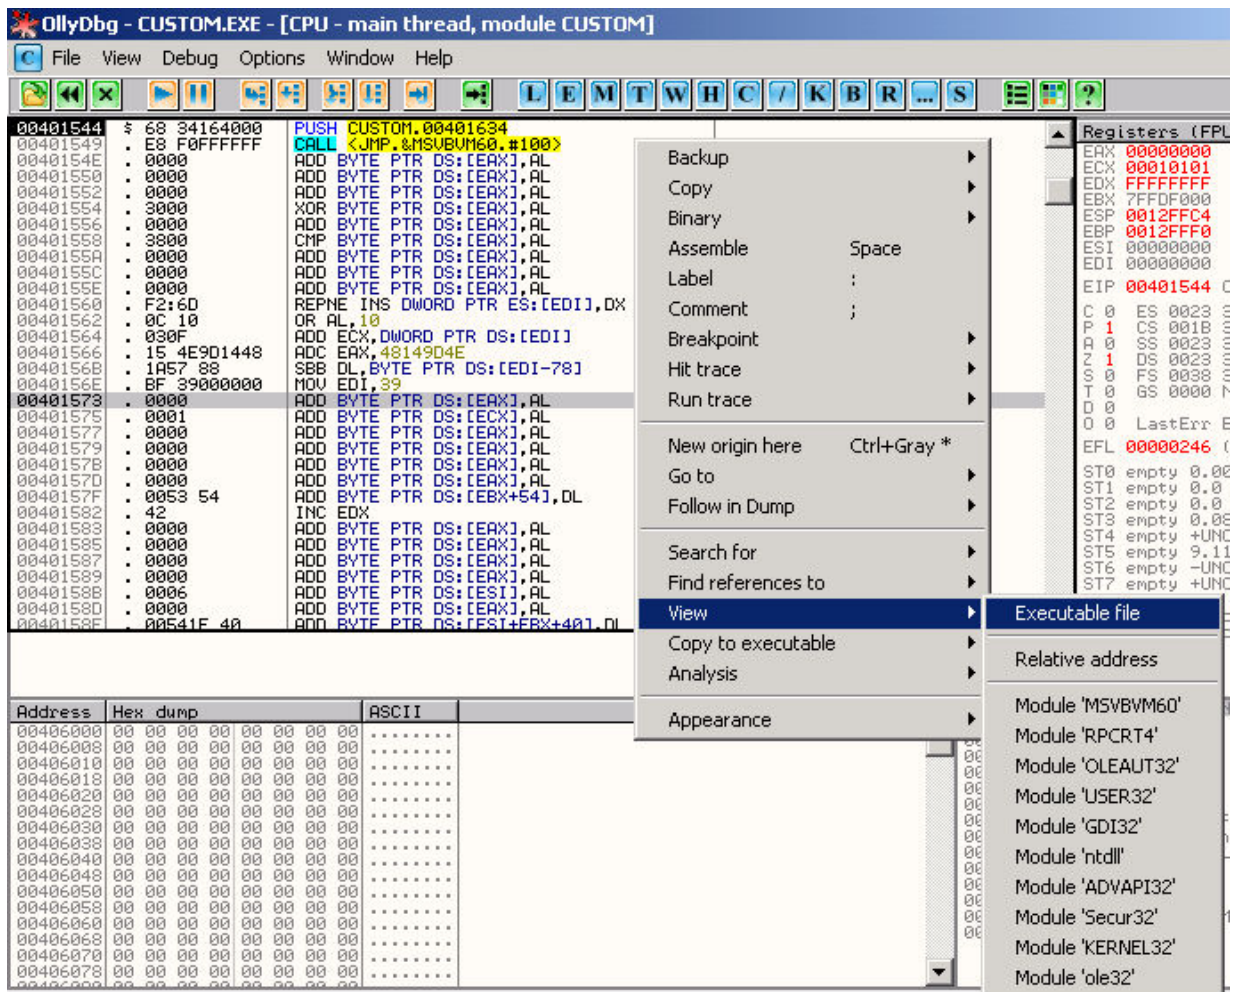 OllyDbg - CUSTOM.EXE - [CPU - main thread, module CUSTOM]
C File View Debug Options Window Help
L E M T W H C / K B R ... S ?
00401544 $ 68 34164000 PUSH CUSTOM.00401634
00401549 . E8 F0FFFFFF CALL <JMP.&MSVBVM60.#100>
0040154E . 0000 ADD BYTE PTR DS:[EAX],AL
00401550 . 0000 ADD BYTE PTR DS:[EAX],AL
00401552 . 0000 ADD BYTE PTR DS:[EAX],AL
00401554 . 3000 XOR BYTE PTR DS:[EAX],AL
00401556 . 0000 ADD BYTE PTR DS:[EAX],AL
00401558 . 3800 CMP BYTE PTR DS:[EAX],AL
0040155A . 0000 ADD BYTE PTR DS:[EAX],AL
0040155C . 0000 ADD BYTE PTR DS:[EAX],AL
0040155E . 0000 ADD BYTE PTR DS:[EAX],AL
00401560 . F2:6D REPNE INS DWORD PTR ES:[EDI],DX
00401562 . 0C 10 OR AL,10
00401564 . 030F ADD ECX,DWORD PTR DS:[EDI]
00401566 . 15 4E9D1448 ADC EAX,48149D4E
0040156B . 1A57 88 SBB DL,BYTE PTR DS:[EDI-78]
0040156E . BF 39000000 MOV EDI,39
00401573 . 0000 ADD BYTE PTR DS:[EAX],AL
00401575 . 0001 ADD BYTE PTR DS:[ECX],AL
00401577 . 0000 ADD BYTE PTR DS:[EAX],AL
00401579 . 0000 ADD BYTE PTR DS:[EAX],AL
0040157B . 0000 ADD BYTE PTR DS:[EAX],AL
0040157D . 0000 ADD BYTE PTR DS:[EAX],AL
0040157F . 0053 54 ADD BYTE PTR DS:[EBX+54],DL
00401582 . 42 INC EDX
00401583 . 0000 ADD BYTE PTR DS:[EAX],AL
00401585 . 0000 ADD BYTE PTR DS:[EAX],AL
00401587 . 0000 ADD BYTE PTR DS:[EAX],AL
00401589 . 0000 ADD BYTE PTR DS:[EAX],AL
0040158B . 0006 ADD BYTE PTR DS:[ESI],AL
0040158D . 0000 ADD BYTE PTR DS:[EAX],AL
0040158F . 00541E 40 ADD BYTE PTR DS:[ESI+EBX+40],DL
Backup
Copy
Binary
Assemble Space
Label :
Comment ;
Breakpoint
Hit trace
Run trace
New origin here Ctrl+Gray *
Go to
Follow in Dump
Search for
Find references to
View
Copy to executable
Analysis
Appearance
Executable file
Relative address
Module 'MSVBVM60'
Module 'RPCRT4'
Module 'OLEAUT32'
Module 'USER32'
Module 'GDI32'
Module 'ntdll'
Module 'ADVAPI32'
Module 'Secur32'
Module 'KERNEL32'
Module 'ole32'
Registers (FPU
EAX 00000000
ECX 00010101
EDX FFFFFFFF
EBX 7FFDF000
ESP 0012FFC4
EBP 0012FFF0
ESI 00000000
EDI 00000000
EIP 00401544 C
C 0 ES 0023 3
P 1 CS 001B 3
A 0 SS 0023 3
Z 1 DS 0023 3
S 0 FS 0038 3
T 0 GS 0000 N
D 0
O 0 LastErr E
EFL 00000246 (
ST0 empty 0.00
ST1 empty 0.0
ST2 empty 0.0
ST3 empty 0.08
ST4 empty +UNO
ST5 empty 9.11
ST6 empty -UNO
ST7 empty +UNO
Address Hex dump ASCII
00406000 00 00 00 00 00 00 00 00 ........
00406008 00 00 00 00 00 00 00 00 ........
00406010 00 00 00 00 00 00 00 00 ........
00406018 00 00 00 00 00 00 00 00 ........
00406020 00 00 00 00 00 00 00 00 ........
00406028 00 00 00 00 00 00 00 00 ........
00406030 00 00 00 00 00 00 00 00 ........
00406038 00 00 00 00 00 00 00 00 ........
00406040 00 00 00 00 00 00 00 00 ........
00406048 00 00 00 00 00 00 00 00 ........
00406050 00 00 00 00 00 00 00 00 ........
00406058 00 00 00 00 00 00 00 00 ........
00406060 00 00 00 00 00 00 00 00 ........
00406068 00 00 00 00 00 00 00 00 ........
00406070 00 00 00 00 00 00 00 00 ........
00406078 00 00 00 00 00 00 00 00 ........